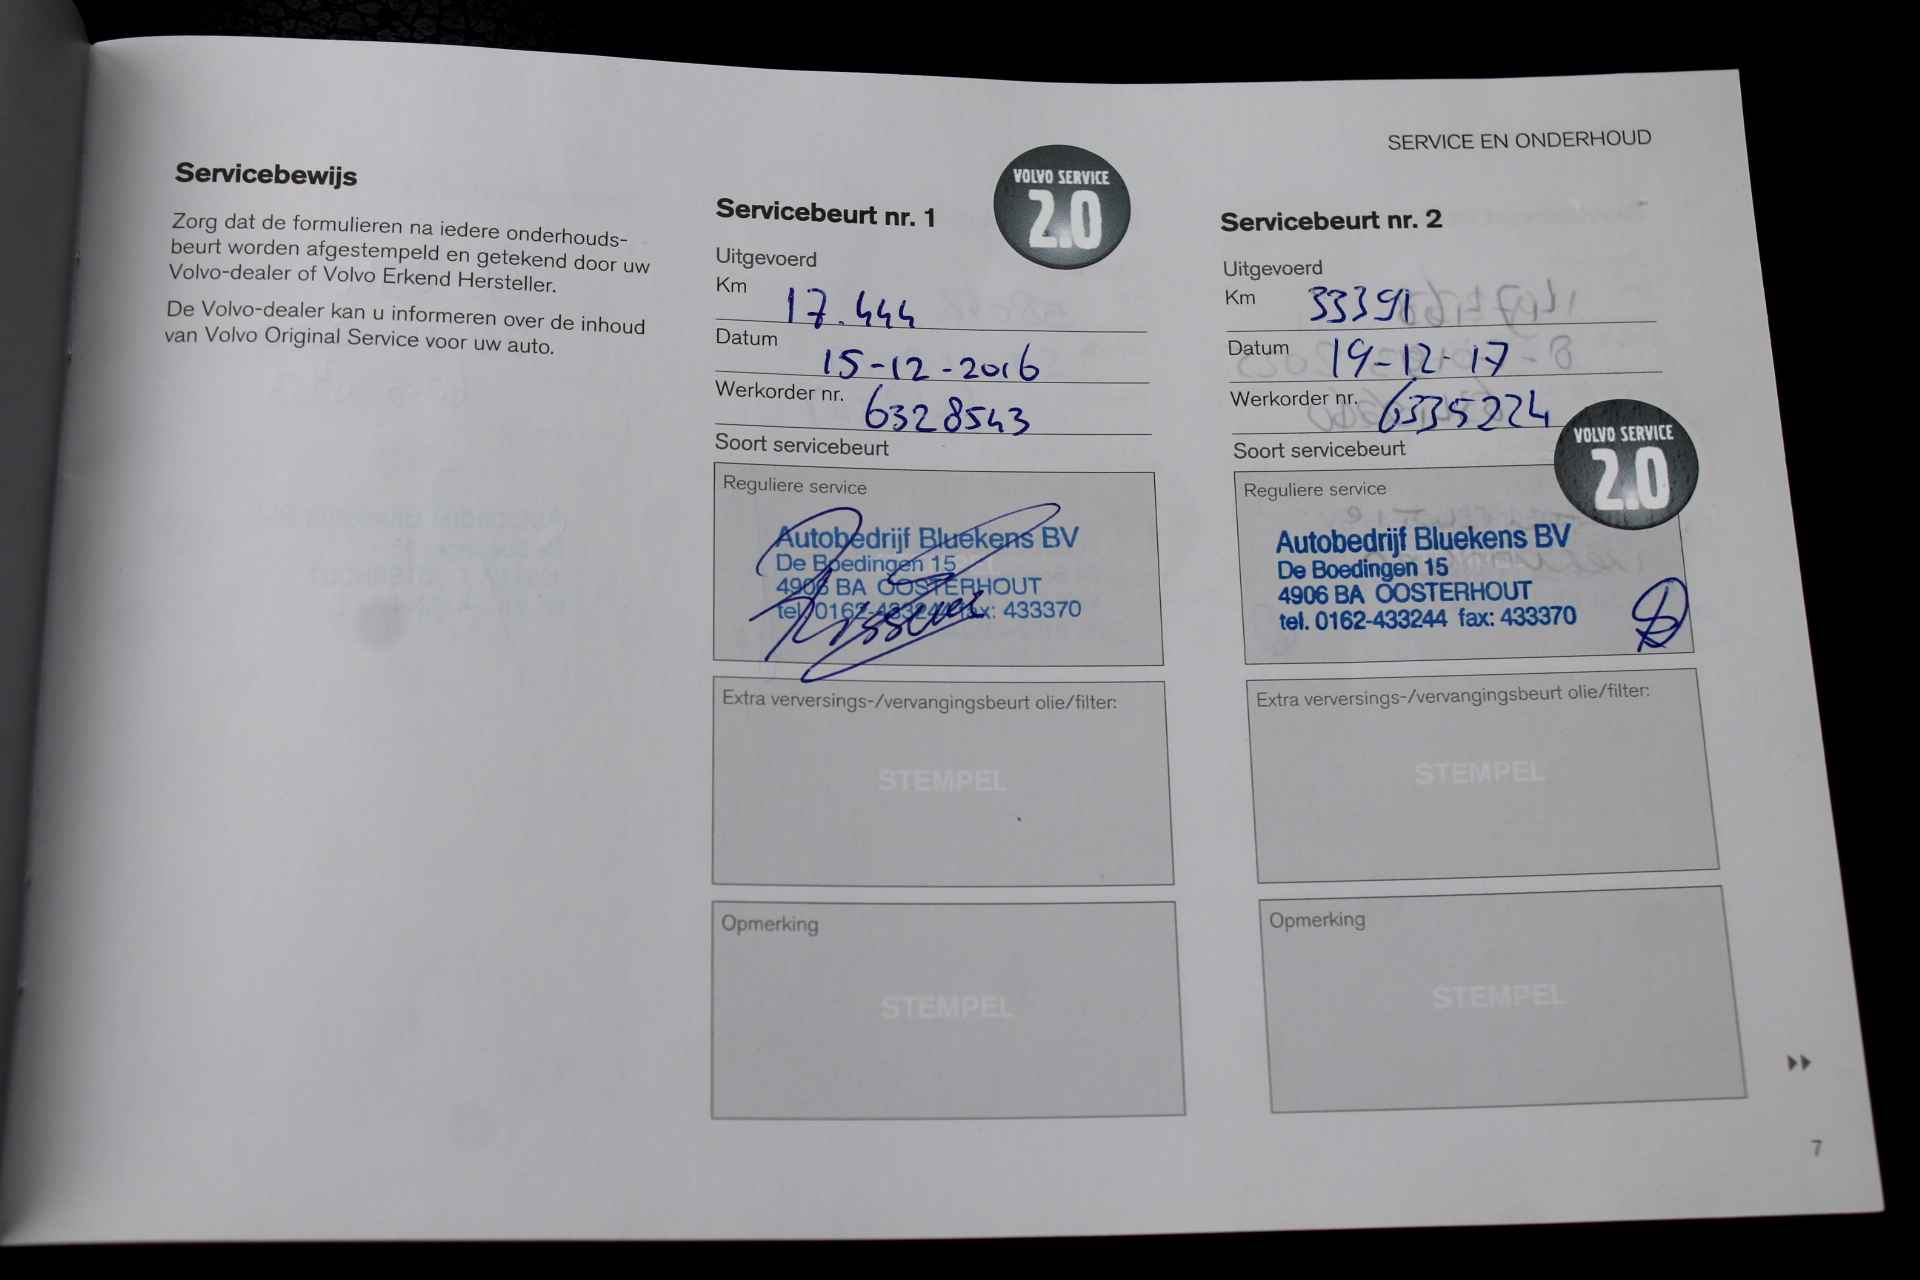 SERVICE EN ONDERHOUD
Servicebewijs
Zorg dat de formulieren na iedere onderhouds-
beurt worden afgestempeld en getekend door uw
Volvo-dealer of Volvo Erkend Hersteller.
De Volvo-dealer kan u informeren over de inhoud
van Volvo Original Service voor uw auto.
Servicebeurt nr. 1
VOLVO SERVICE
2.0
Uitgevoerd
Km 17.444
Datum 15-12-2016
Werkorder nr. 6328543
Soort servicebeurt
Reguliere service
Autobedrijf Bluekens BV
De Boedingen 15
4906 BA OOSTERHOUT
tel. 0162-433244 fax: 433370
Extra verversings-/vervangingsbeurt olie/filter:
STEMPEL
Opmerking
STEMPEL
Servicebeurt nr. 2
Uitgevoerd
Km 33391
Datum 19-12-17
Werkorder nr. 6335224
VOLVO SERVICE
2.0
Soort servicebeurt
Reguliere service
Autobedrijf Bluekens BV
De Boedingen 15
4906 BA OOSTERHOUT
tel. 0162-433244 fax: 433370
Extra verversings-/vervangingsbeurt olie/filter:
STEMPEL
Opmerking
STEMPEL
7